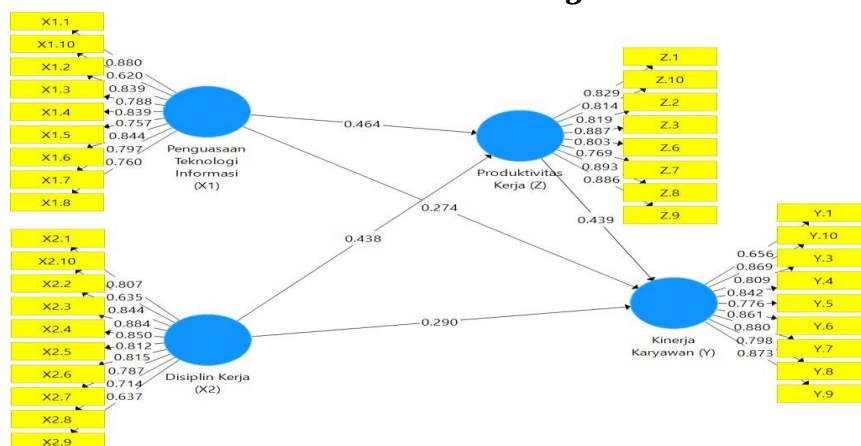 g
X1.1
X1.10
X1.2
X1.3
X1.4
X1.5
X1.6
X1.7
X1.8
0.880
0.620
0.839
0.788
0.839
0.757
0.844
0.797
0.760
Penguasaan
Teknologi
Informasi
(X1)
0.464
0.274
Z.1
Z.10
Z.2
Z.3
Z.6
Z.7
Z.8
Z.9
0.829
0.814
0.819
0.887
0.803
0.769
0.893
0.886
Produktivitas
Kerja (Z)
0.439
X2.1
X2.10
X2.2
X2.3
X2.4
X2.5
X2.6
X2.7
X2.8
X2.9
0.807
0.635
0.844
0.884
0.850
0.812
0.815
0.787
0.714
0.637
Disiplin Kerja
(X2)
0.438
0.290
Y.1
Y.10
Y.3
Y.4
Y.5
Y.6
Y.7
Y.8
Y.9
0.656
0.869
0.809
0.842
0.776
0.861
0.880
0.798
0.873
Kinerja
Karyawan (Y)